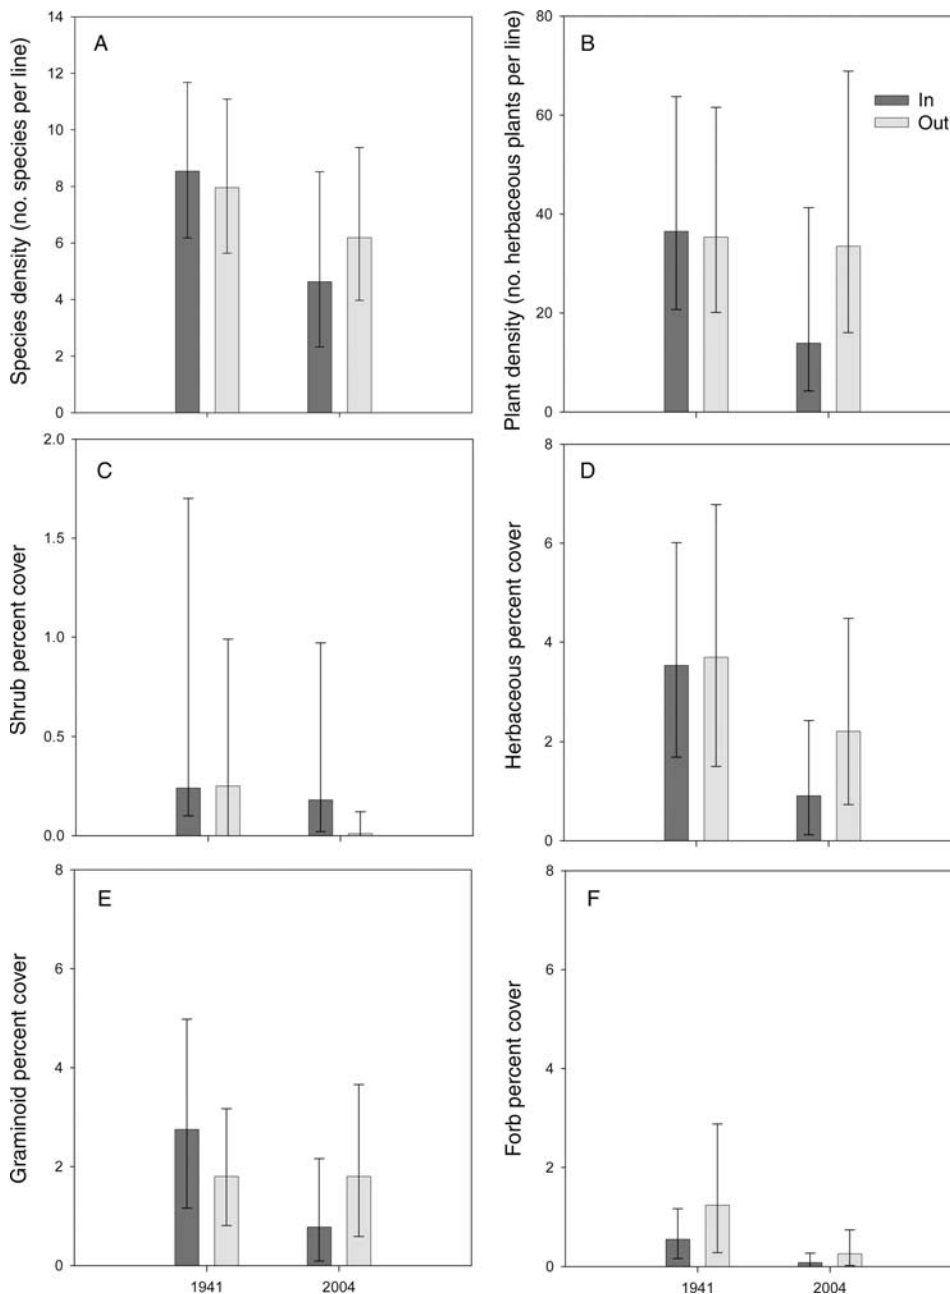 A
Species density (no. species per line)
14
12
10
8
6
4
2
0
B
Plant density (no. herbaceous plants per line)
80
60
40
20
0
In
Out
C
Shrub percent cover
2.0
1.5
1.0
0.5
0.0
D
Herbaceous percent cover
8
6
4
2
0
E
Graminoid percent cover
8
6
4
2
0
1941 2004
F
Forb percent cover
8
6
4
2
0
1941 2004